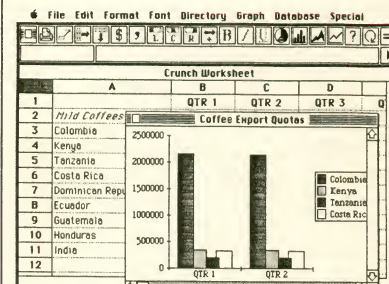 File Edit Format Font Directory Graph Database Special
$ , L C R B I U ? =
Crunch Worksheet
A B C D
1 QTR 1 QTR 2 QTR 3 Q
2 Mild Coffees
Coffee Export Quotas
3 Colombia
4 Kenya
5 Tanzania
6 Costa Rica
7 Dominican Repu
8 Ecuador
9 Guatemala
10 Honduras
11 India
12
2500000
2000000
1500000
1000000
500000
0
QTR 1 QTR 2
Colombia
Kenya
Tanzania
Costa Ric